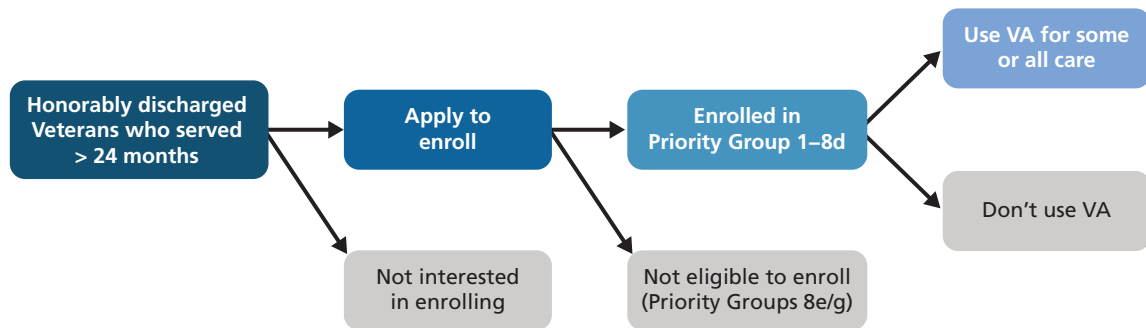 Honorably discharged
Veterans who served
> 24 months
Apply to
enroll
Not interested
in enrolling
Enrolled in
Priority Group 1–8d
Not eligible to enroll
(Priority Groups 8e/g)
Use VA for some
or all care
Don’t use VA